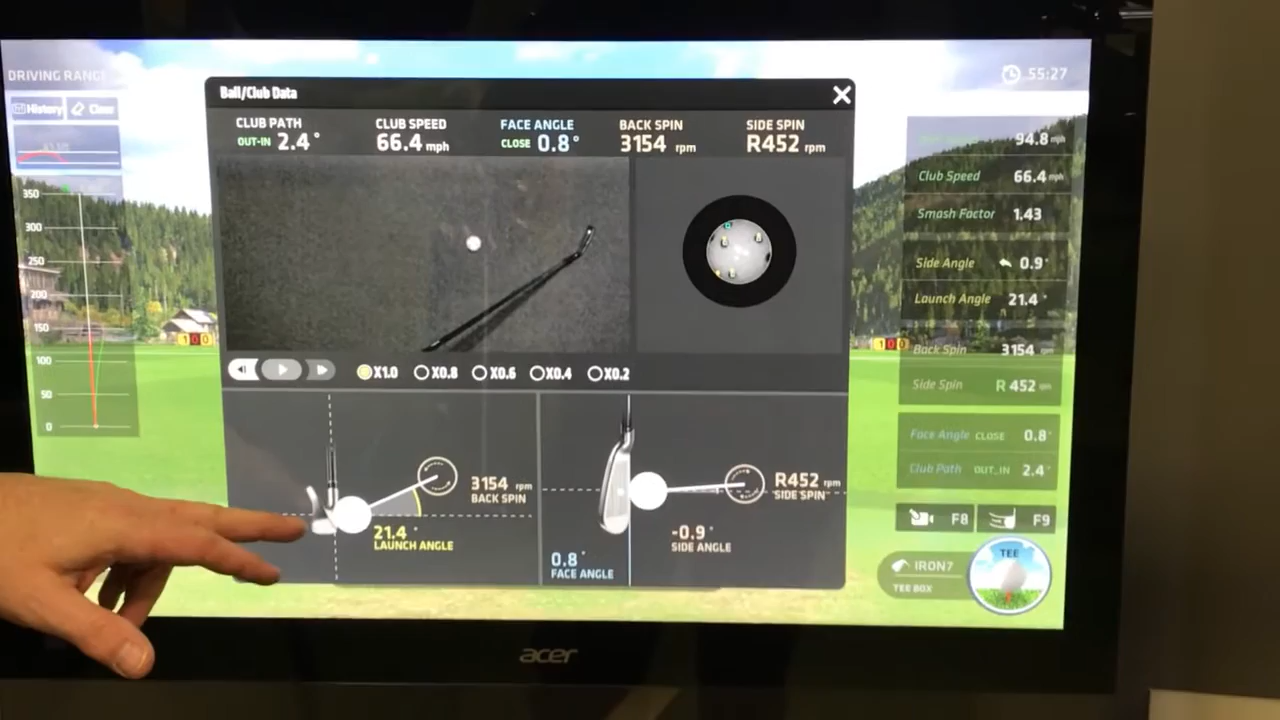 DRIVING RANGE
History Clear
350
300
250
200
150
100
50
0
Ball/Club Data
CLUB PATH
OUT-IN 2.4°
CLUB SPEED
66.4 mph
FACE ANGLE
CLOSE 0.8°
BACK SPIN
3154 rpm
SIDE SPIN
R452 rpm
X1.0 X0.8 X0.6 X0.4 X0.2
3154 rpm
BACK SPIN
21.4°
LAUNCH ANGLE
R452 rpm
SIDE SPIN
-0.9°
SIDE ANGLE
0.8°
FACE ANGLE
100
100
55:27
94.8 mph
Club Speed 66.4 mph
Smash Factor 1.43
Side Angle 0.9°
Launch Angle 21.4°
Back Spin 3154 rpm
Side Spin R 452 rpm
Face Angle CLOSE 0.8°
Club Path OUT_IN 2.4°
F8 F9
IRON7
TEE BOX
TEE
acer